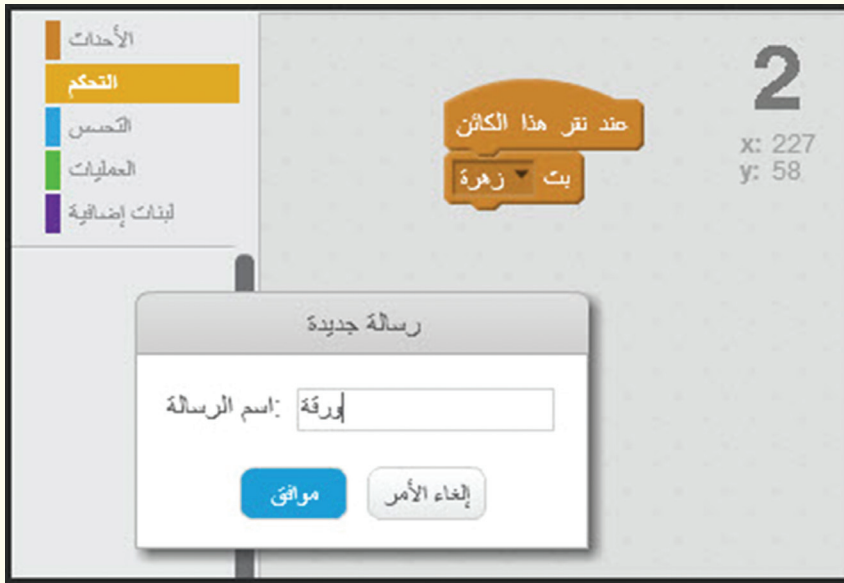 الأحداث
التحكم
التحسس
العمليات
لبنات إضافية
عند نقر هذا الكائن
بث زهرة
2
x: 227
y: 58
رسالة جديدة
اسم الرسالة: ورقة
موافق
إلغاء الأمر